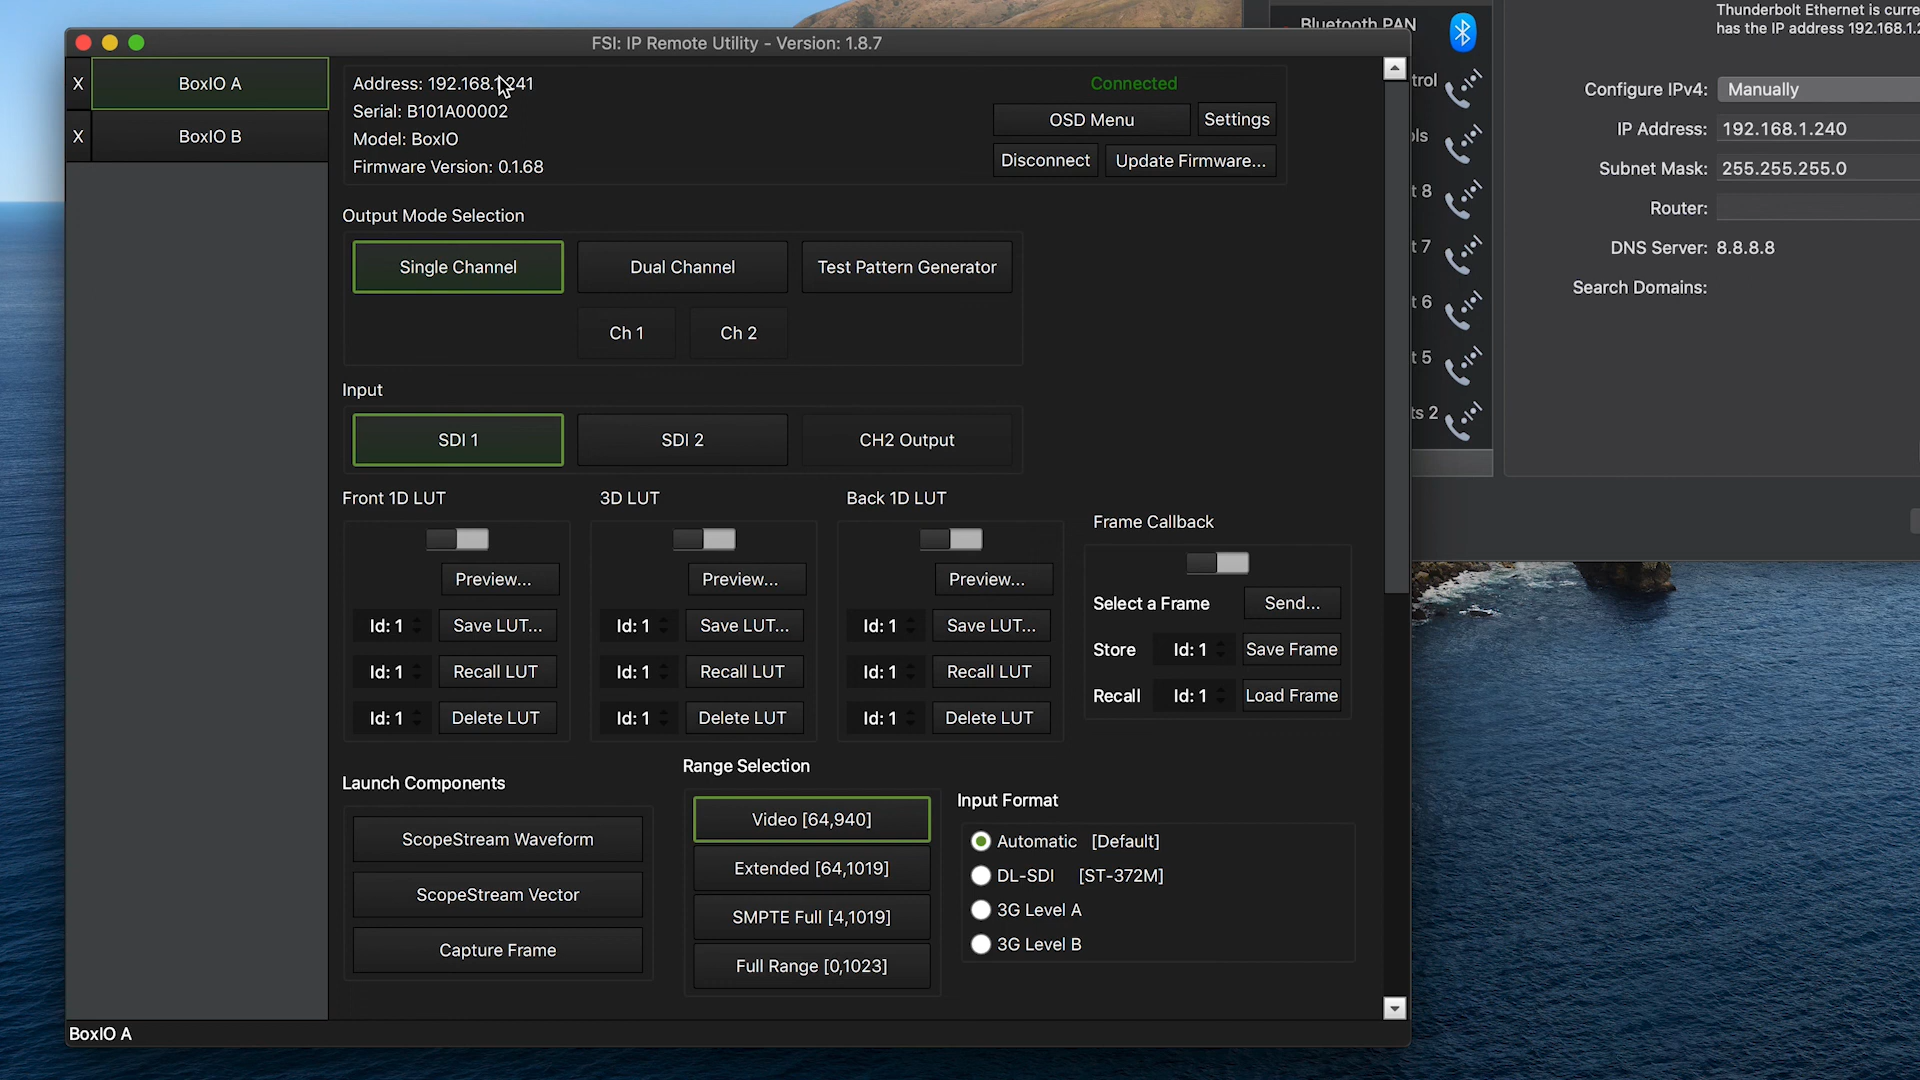 Thunderbolt Ethernet is curre
has the IP address 192.168.1.2
Bluetooth PAN
FSI: IP Remote Utility - Version: 1.8.7
X BoxIO A
X BoxIO B
Address: 192.168.1.241
Serial: B101A00002
Model: BoxIO
Firmware Version: 0.1.68
Connected
OSD Menu Settings
Disconnect Update Firmware...
Output Mode Selection
Single Channel Dual Channel Test Pattern Generator
Ch 1 Ch 2
Input
SDI 1 SDI 2 CH2 Output
Front 1D LUT
Preview...
Id: 1 Save LUT...
Id: 1 Recall LUT
Id: 1 Delete LUT
3D LUT
Preview...
Id: 1 Save LUT...
Id: 1 Recall LUT
Id: 1 Delete LUT
Back 1D LUT
Preview...
Id: 1 Save LUT...
Id: 1 Recall LUT
Id: 1 Delete LUT
Frame Callback
Select a Frame Send...
Store Id: 1 Save Frame
Recall Id: 1 Load Frame
Launch Components
ScopeStream Waveform
ScopeStream Vector
Capture Frame
Range Selection
Video [64,940]
Extended [64,1019]
SMPTE Full [4,1019]
Full Range [0,1023]
Input Format
Automatic [Default]
DL-SDI [ST-372M]
3G Level A
3G Level B
BoxIO A
trol
ls
t 8
t 7
t 6
t 5
ts 2
Configure IPv4: Manually
IP Address: 192.168.1.240
Subnet Mask: 255.255.255.0
Router:
DNS Server: 8.8.8.8
Search Domains: